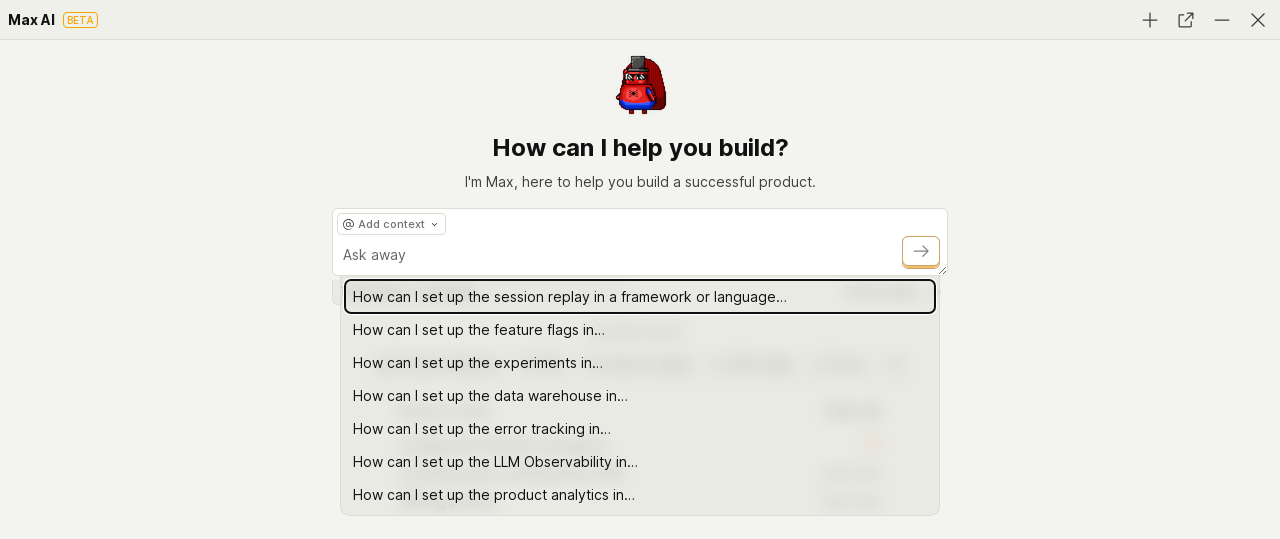 Max AI BETA
How can I help you build?
I'm Max, here to help you build a successful product.
@ Add context
Ask away
How can I set up the session replay in a framework or language…
How can I set up the feature flags in…
How can I set up the experiments in…
How can I set up the data warehouse in…
How can I set up the error tracking in…
How can I set up the LLM Observability in…
How can I set up the product analytics in…